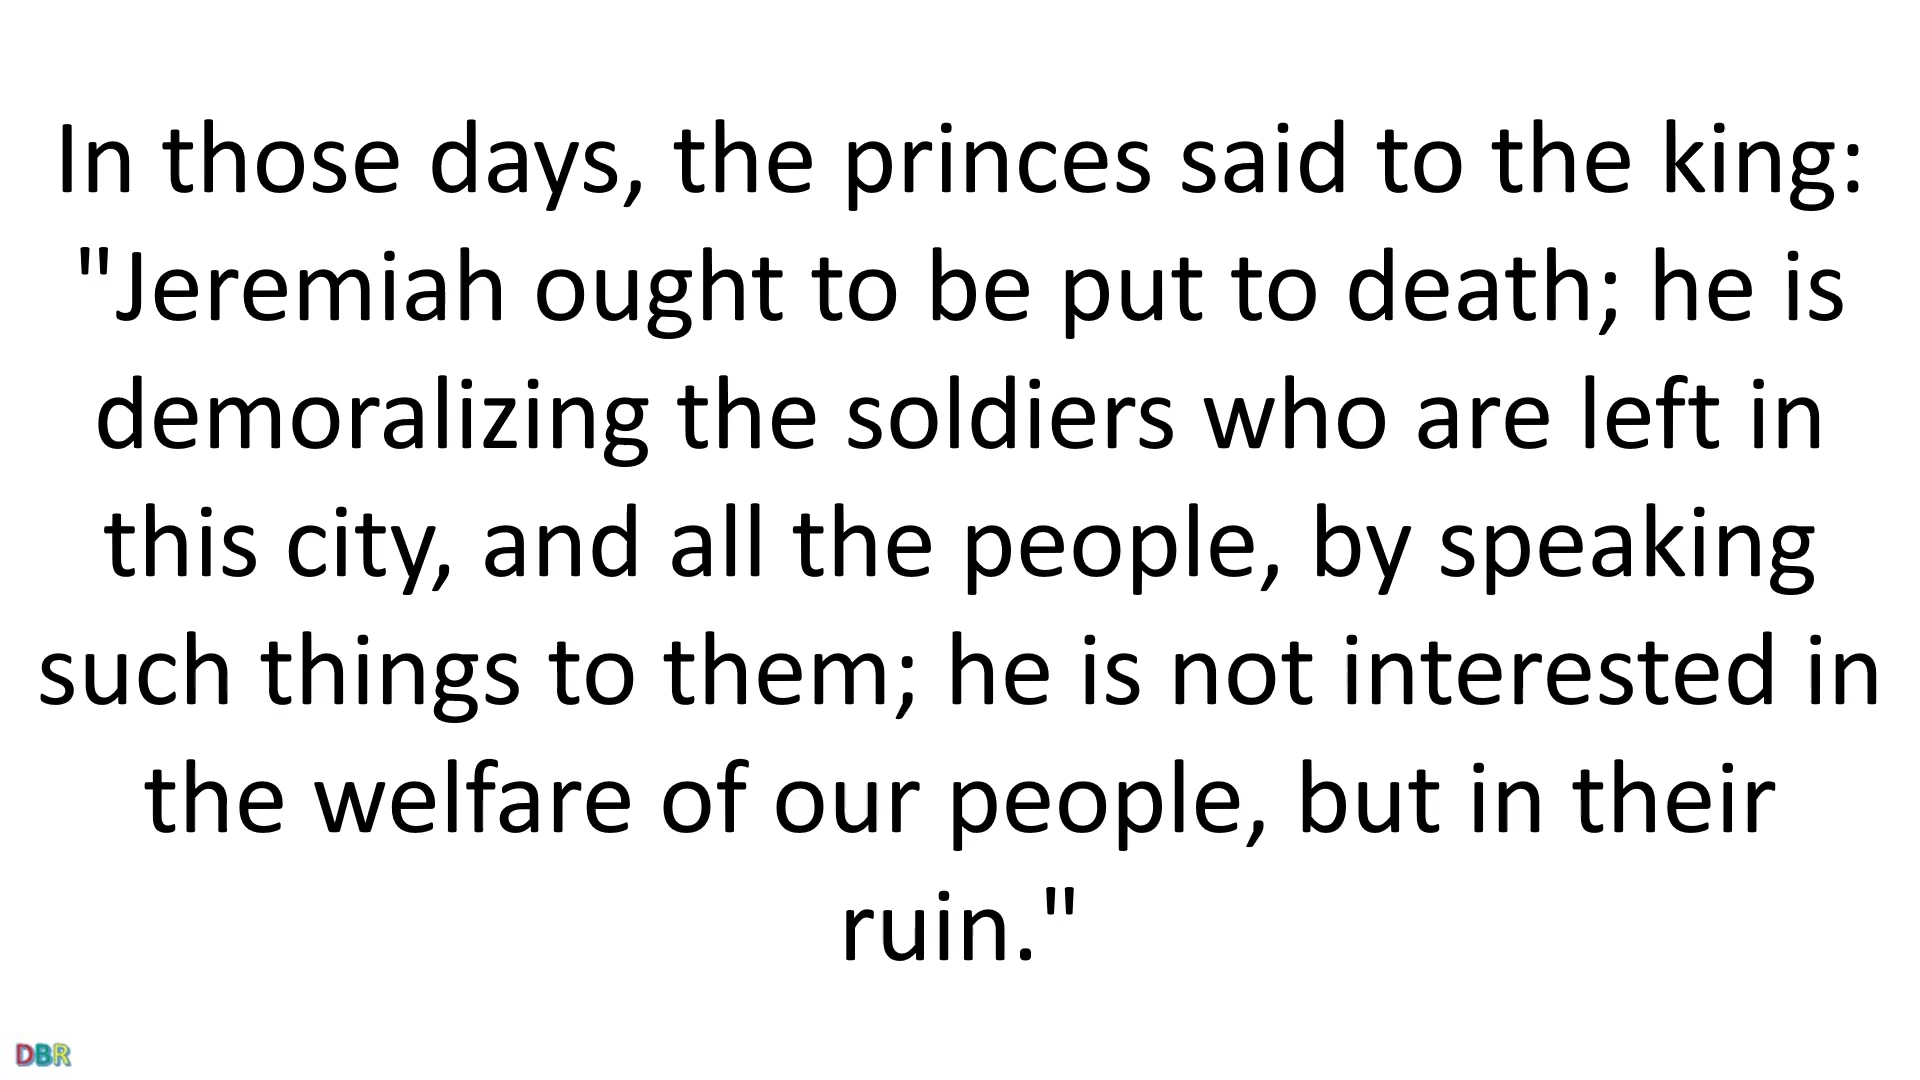 In those days, the princes said to the king:
"Jeremiah ought to be put to death; he is
demoralizing the soldiers who are left in
this city, and all the people, by speaking
such things to them; he is not interested in
the welfare of our people, but in their
ruin."
DBR